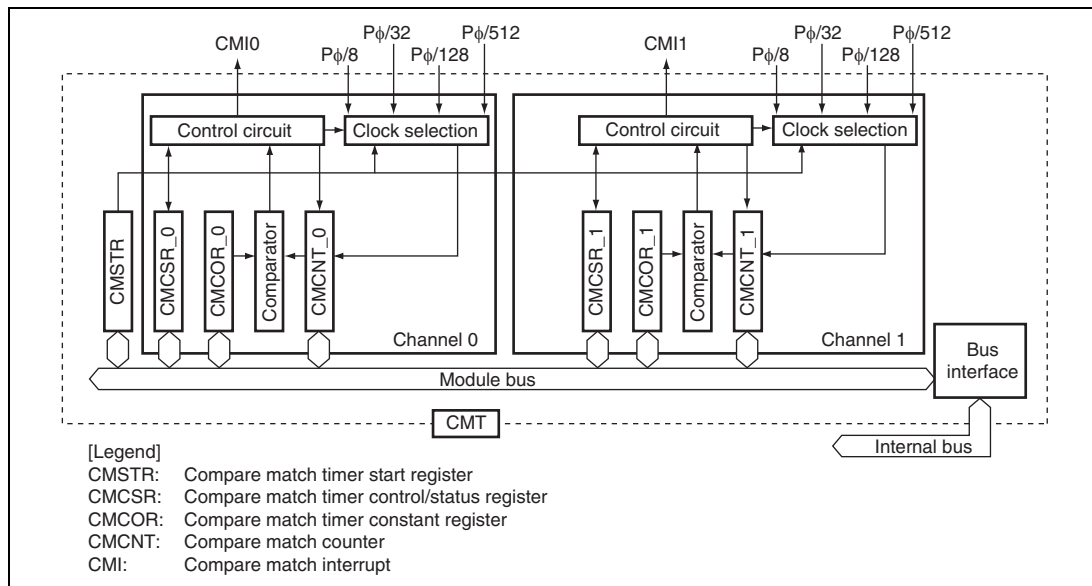 CMI0
Pϕ/8
Pϕ/32
Pϕ/128
Pϕ/512
CMI1
Pϕ/8
Pϕ/32
Pϕ/128
Pϕ/512
Control circuit
Clock selection
Control circuit
Clock selection
CMSTR
CMCSR_0
CMCOR_0
Comparator
CMCNT_0
CMCSR_1
CMCOR_1
Comparator
CMCNT_1
Channel 0
Channel 1
Bus
interface
Module bus
CMT
Internal bus
[Legend]
CMSTR: Compare match timer start register
CMCSR: Compare match timer control/status register
CMCOR: Compare match timer constant register
CMCNT: Compare match counter
CMI: Compare match interrupt